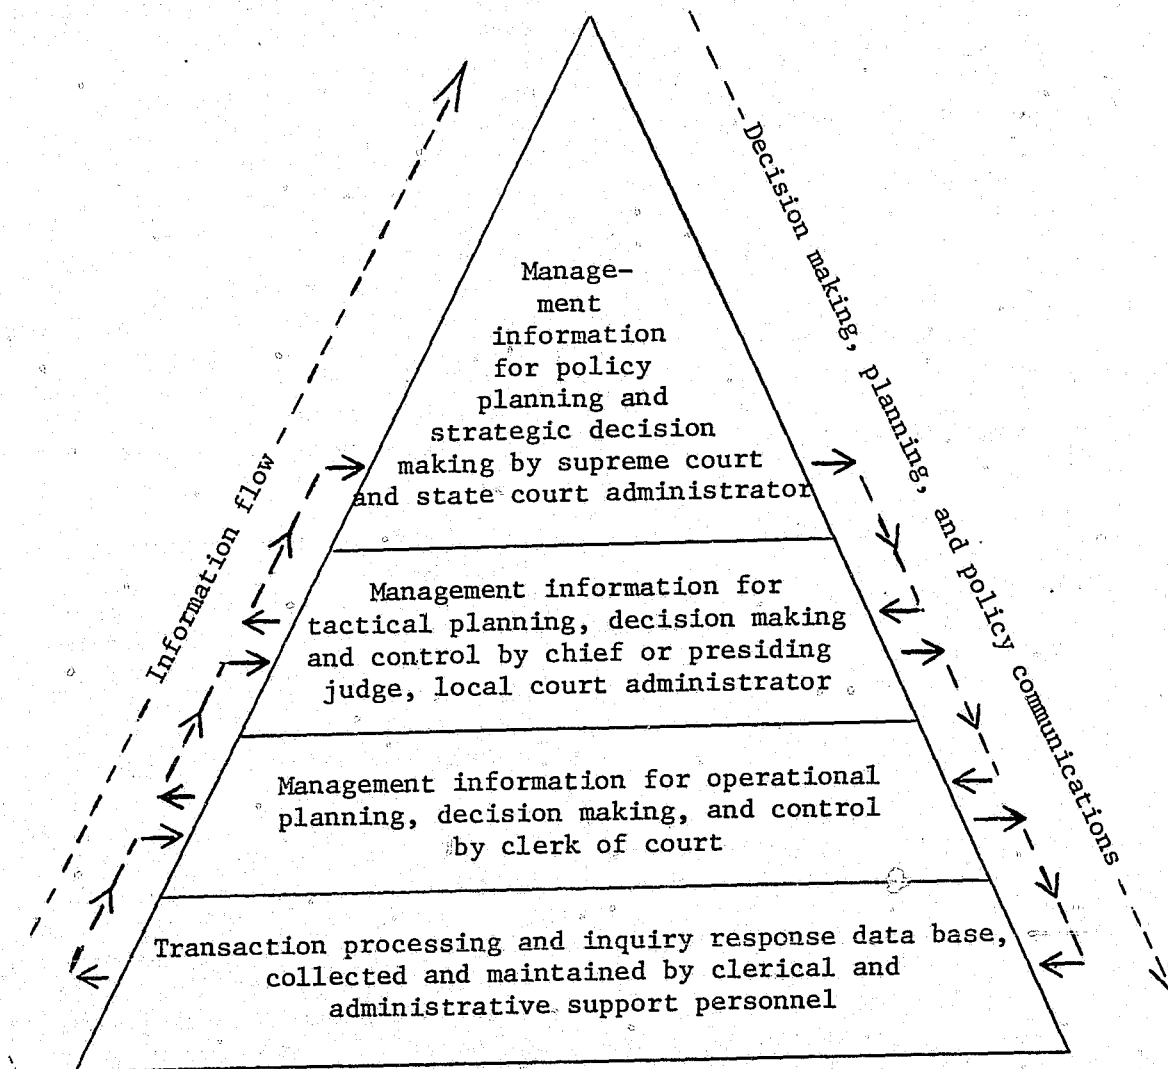 Information flow
Decision making, planning, and policy communications
Manage-
ment
information
for policy
planning and
strategic decision
making by supreme court
and state court administrator
Management information for
tactical planning, decision making
and control by chief or presiding
judge, local court administrator
Management information for operational
planning, decision making, and control
by clerk of court
Transaction processing and inquiry response data base,
collected and maintained by clerical and
administrative support personnel